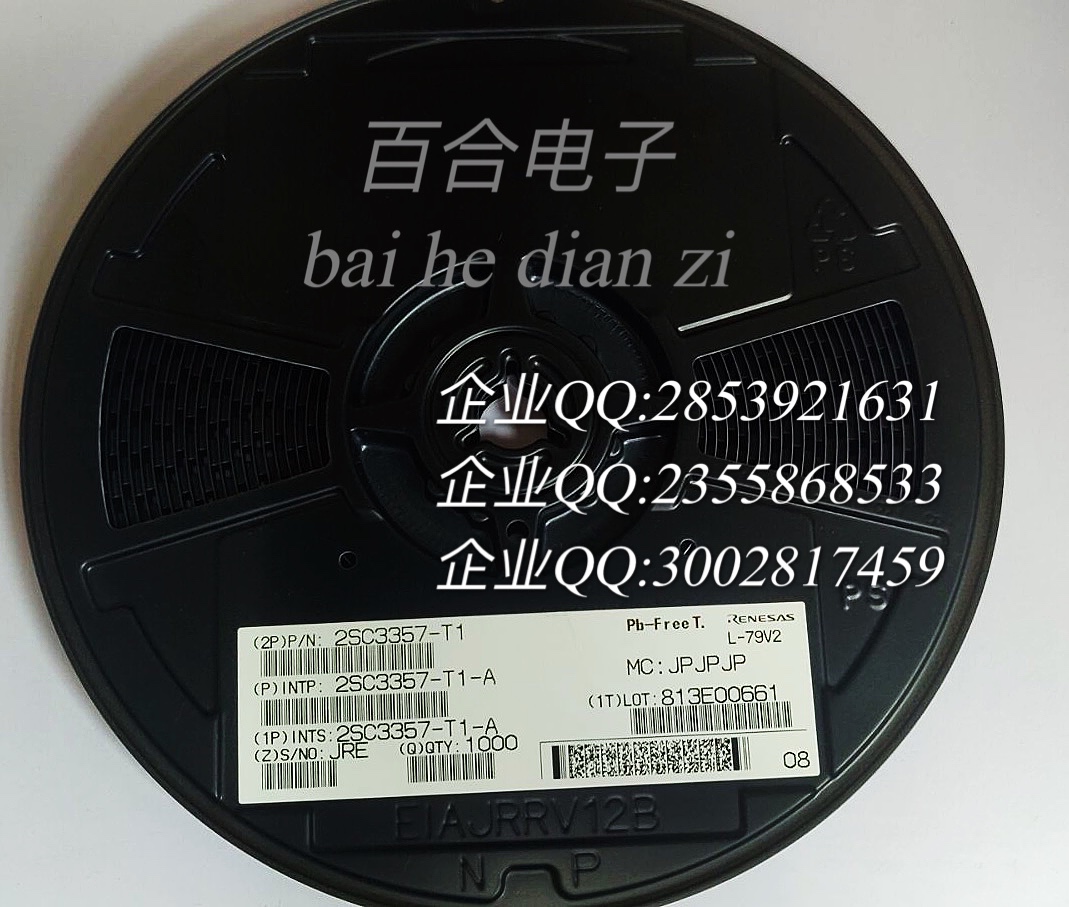 百合电子
bai he dian zi
PS
企业QQ:2853921631
企业QQ:2355868533
企业QQ:3002817459
PS
(2P)P/N: 2SC3357-T1
Pb-Free T. RENESAS
L-79V2
(P)INTP: 2SC3357-T1-A
MC:JPJPJP
(1T)LOT:813E00661
(1P)INTS:2SC3357-T1-A
(Z)S/NO:JRE (Q)QTY:1000
08
EIAJRRV12B
N P